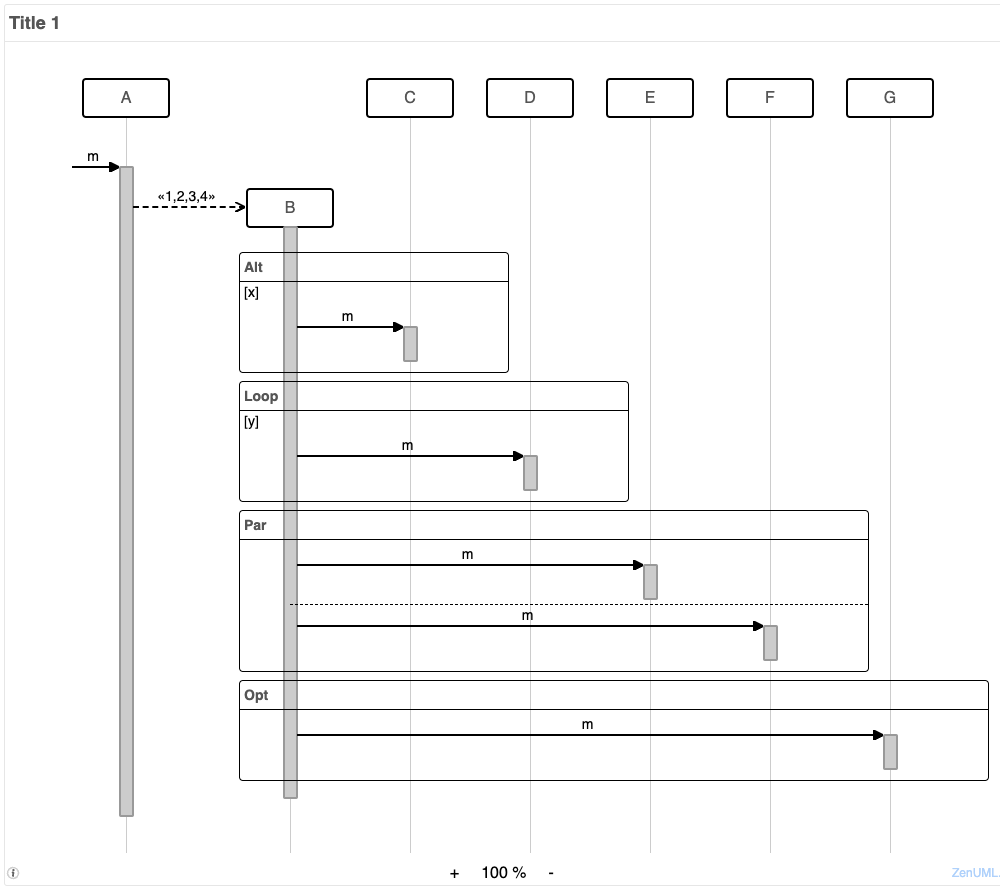 Title 1
A
C
D
E
F
G
m
«1,2,3,4»
B
Alt
[x]
m
Loop
[y]
m
Par
m
m
Opt
m
+ 100 % -
ZenUML.